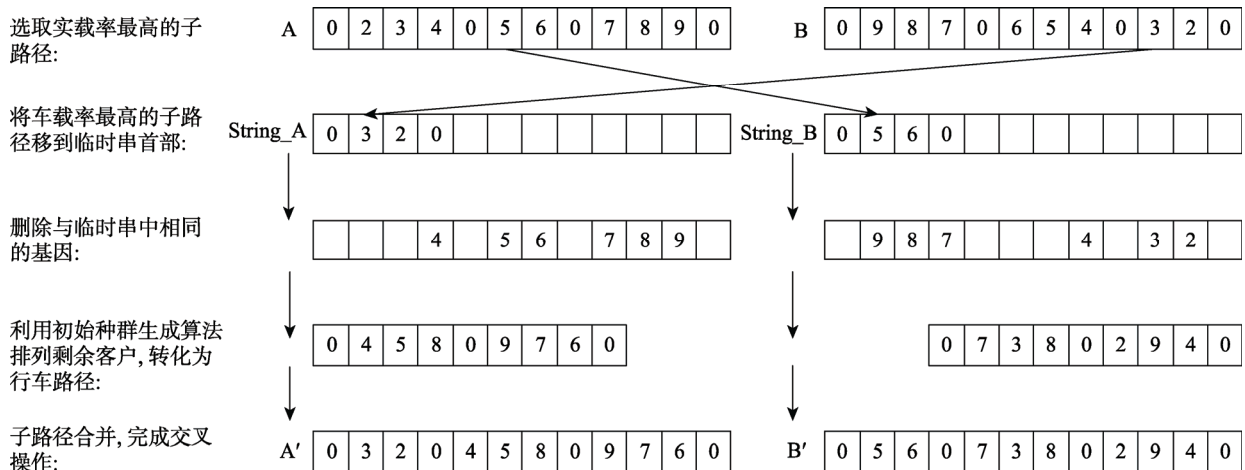 选取实载率最高的子
路径:
A 0 2 3 4 0 5 6 0 7 8 9 0
B 0 9 8 7 0 6 5 4 0 3 2 0
将车载率最高的子路
径移到临时串首部:
String_A 0 3 2 0
String_B 0 5 6 0
删除与临时串中相同
的基因:
4 5 6 7 8 9
9 8 7 4 3 2
利用初始种群生成算法
排列剩余客户, 转化为
行车路径:
0 4 5 8 0 9 7 6 0
0 7 3 8 0 2 9 4 0
子路径合并, 完成交叉
操作:
A′ 0 3 2 0 4 5 8 0 9 7 6 0
B′ 0 5 6 0 7 3 8 0 2 9 4 0